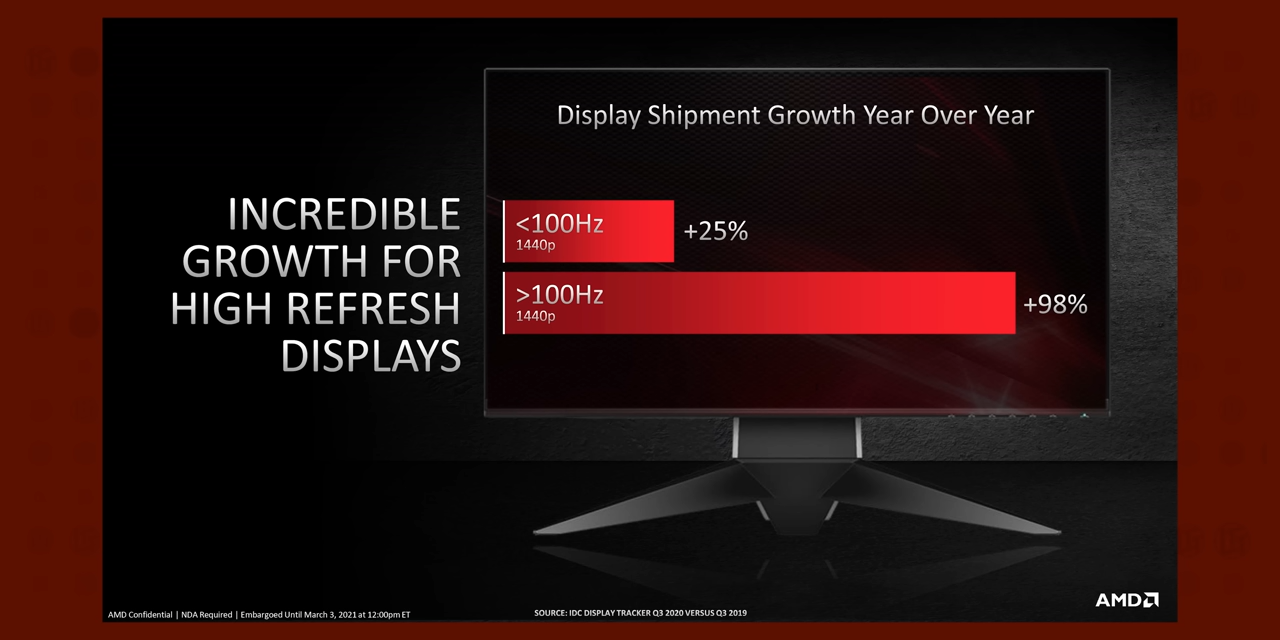 INCREDIBLE
GROWTH FOR
HIGH REFRESH
DISPLAYS
Display Shipment Growth Year Over Year
<100Hz
1440p
+25%
>100Hz
1440p
+98%
AMD Confidential | NDA Required | Embargoed Until March 3, 2021 at 12:00pm ET
SOURCE: IDC DISPLAY TRACKER Q3 2020 VERSUS Q3 2019
AMD